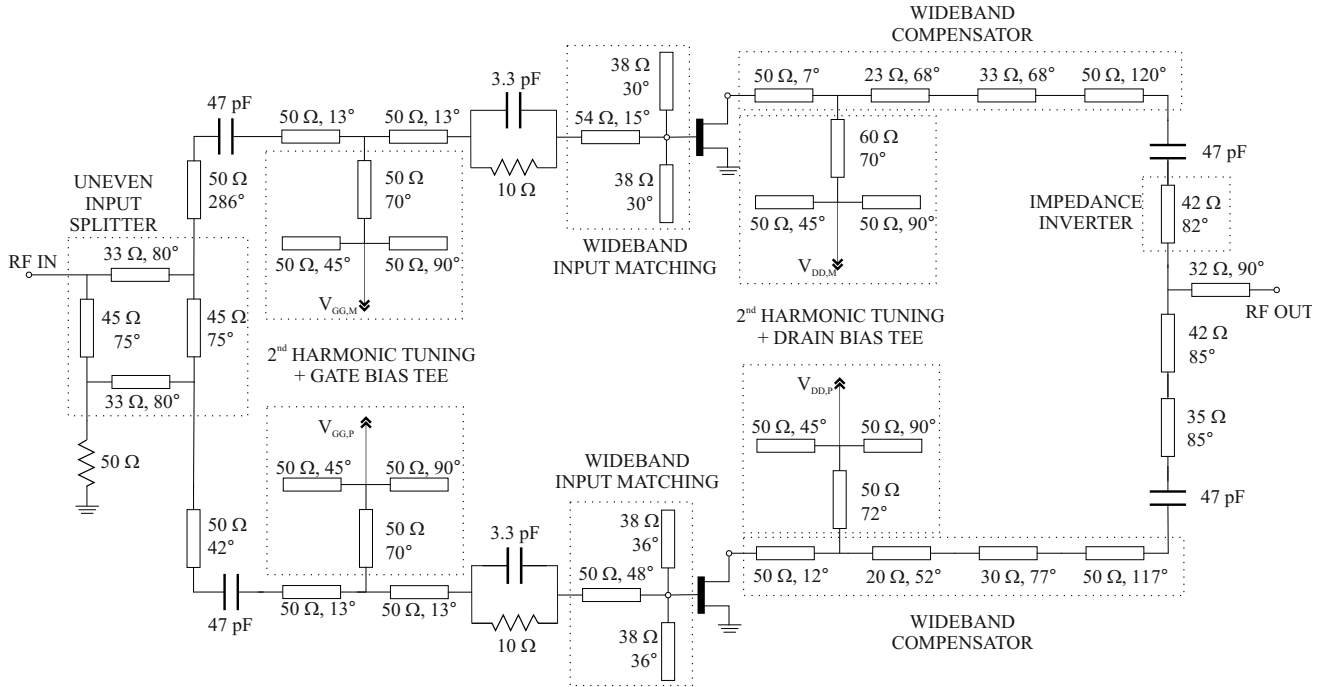 WIDEBAND
COMPENSATOR
50 Ω, 7°
23 Ω, 68°
33 Ω, 68°
50 Ω, 120°
38 Ω
30°
3.3 pF
47 pF
50 Ω, 13°
50 Ω, 13°
54 Ω, 15°
10 Ω
38 Ω
30°
60 Ω
70°
47 pF
50 Ω
286°
50 Ω
70°
UNEVEN
INPUT
SPLITTER
50 Ω, 45°
50 Ω, 90°
WIDEBAND
INPUT MATCHING
50 Ω, 45°
50 Ω, 90°
IMPEDANCE
INVERTER
42 Ω
82°
RF IN
33 Ω, 80°
V GG,M
V DD,M
32 Ω, 90°
RF OUT
45 Ω
75°
45 Ω
75°
2nd HARMONIC TUNING
+ GATE BIAS TEE
2nd HARMONIC TUNING
+ DRAIN BIAS TEE
42 Ω
85°
33 Ω, 80°
V GG,P
V DD,P
35 Ω
85°
50 Ω
50 Ω, 45°
50 Ω, 90°
WIDEBAND
INPUT MATCHING
50 Ω, 45°
50 Ω, 90°
47 pF
50 Ω
42°
50 Ω
70°
3.3 pF
38 Ω
36°
50 Ω
72°
50 Ω, 48°
47 pF
50 Ω, 13°
50 Ω, 13°
10 Ω
38 Ω
36°
50 Ω, 12°
20 Ω, 52°
30 Ω, 77°
50 Ω, 117°
WIDEBAND
COMPENSATOR